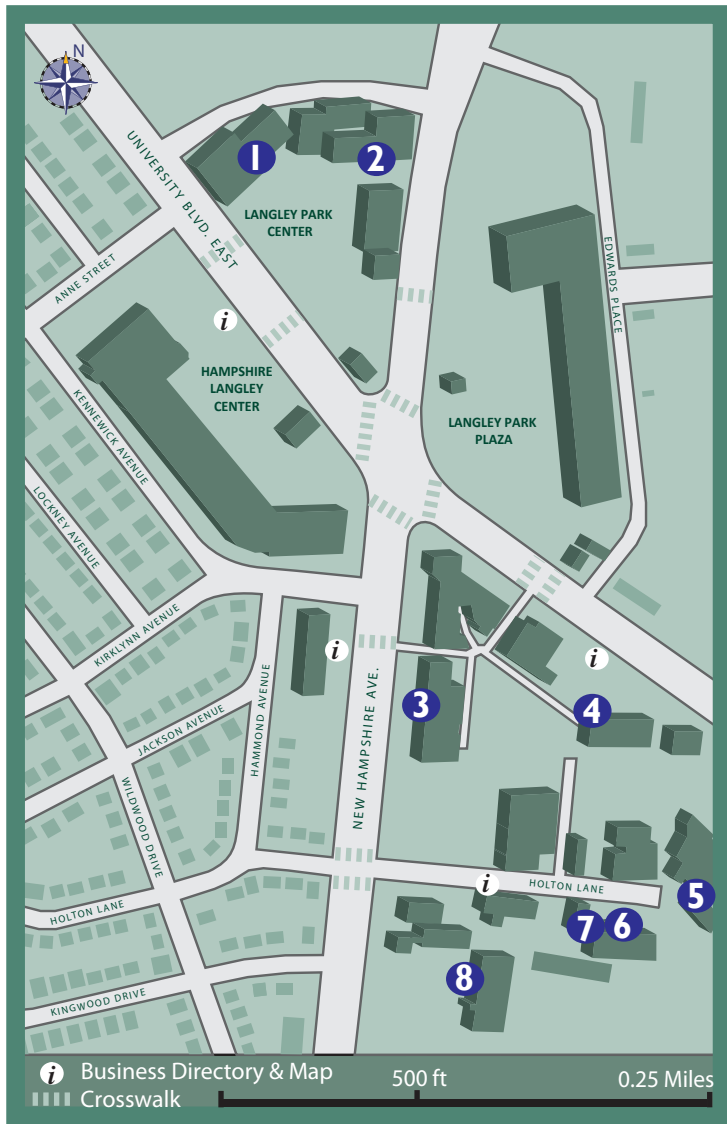 N
1
2
UNIVERSITY BLVD. EAST
LANGLEY PARK
CENTER
ANNE STREET
EDWARDS PLACE
i
HAMPSHIRE
LANGLEY
CENTER
KENNEWICK AVENUE
LANGLEY PARK
PLAZA
LOCKNEY AVENUE
KIRKLYNN AVENUE
i
i
3
4
HAMMOND AVENUE
JACKSON AVENUE
NEW HAMPSHIRE AVE.
WILDWOOD DRIVE
i
HOLTON LANE
5
HOLTON LANE
7
6
8
KINGWOOD DRIVE
i Business Directory & Map
Crosswalk
500 ft
0.25 Miles